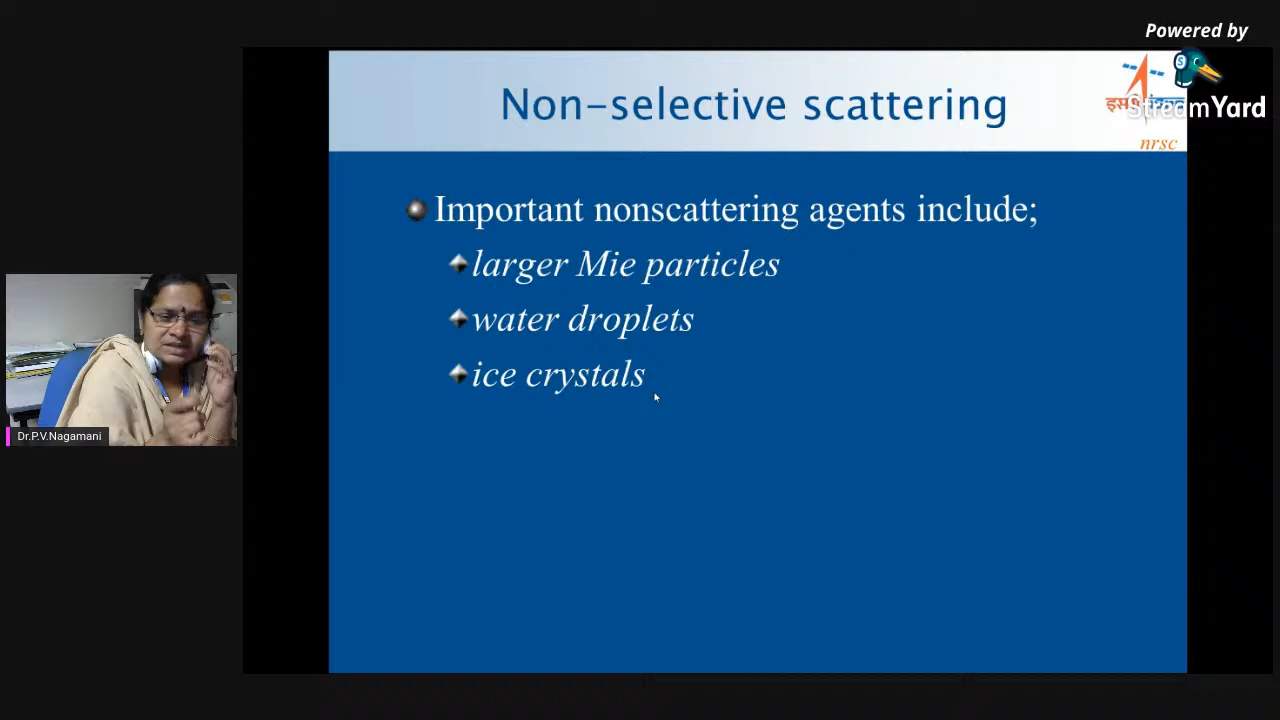 Powered by
StreamYard
Non-selective scattering
nrsc
Important nonscattering agents include;
larger Mie particles
water droplets
ice crystals
Dr.P.V.Nagamani